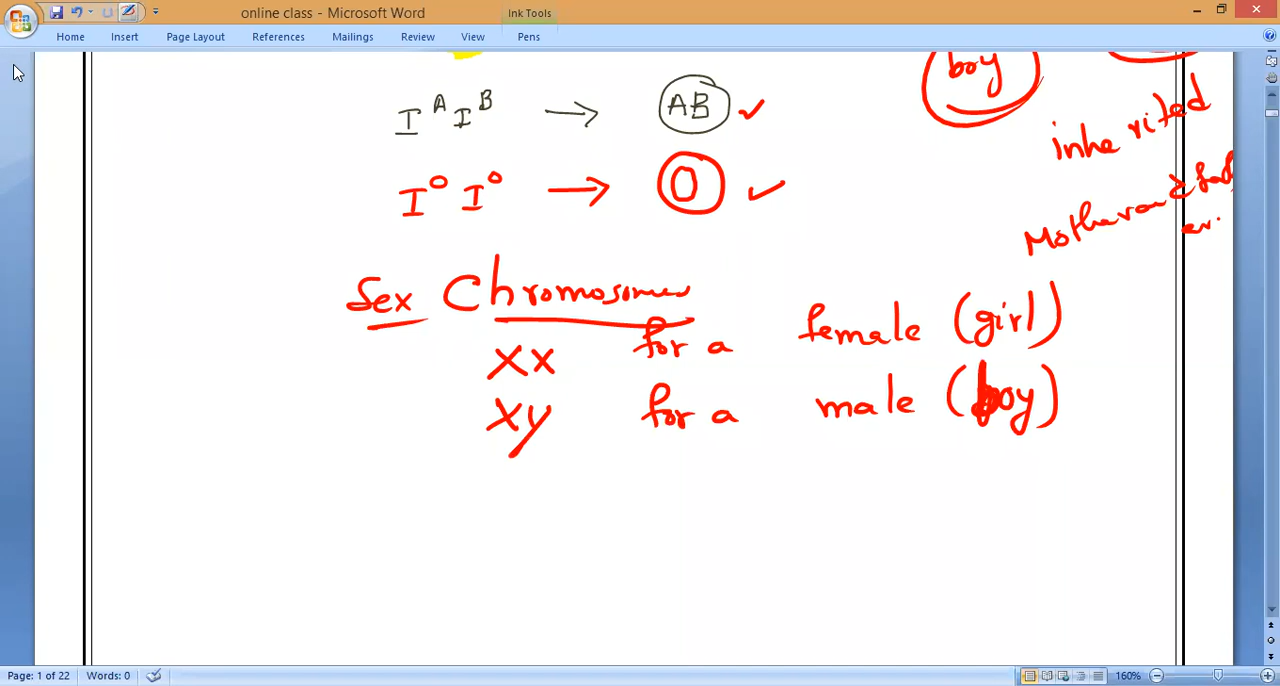 online class - Microsoft Word
Ink Tools
Home Insert Page Layout References Mailings Review View Pens
boy
I^A I^B → AB ✓
inherited
I^O I^O → O ✓
Sex Chromosomes
XX for a female (girl)
Xy for a male (boy)
Page: 1 of 22 Words: 0 160%